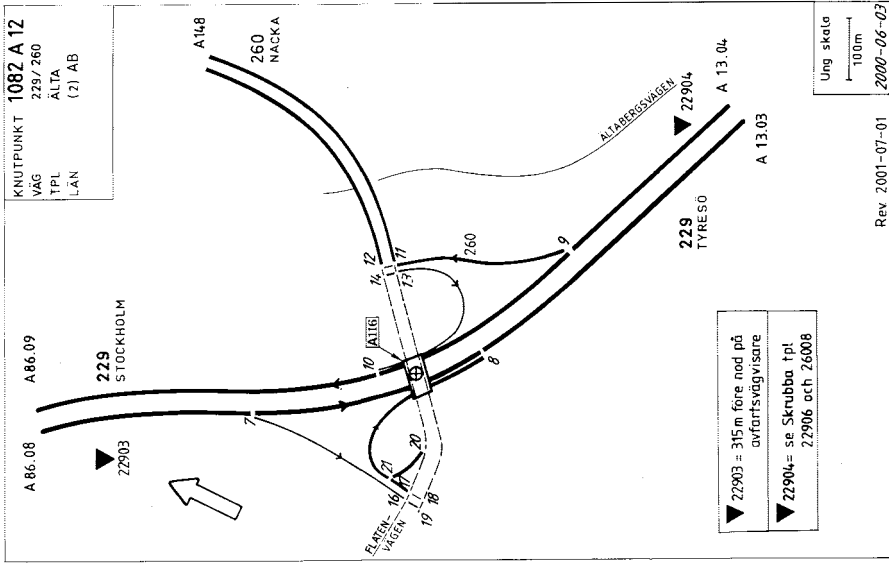 KNUTPUNKT 1082 A 12
VÄG 229/260
TPL ÄLTA
LÄN (2) AB
A 86.08
A 86.09
229
STOCKHOLM
22903
A148
260
NACKA
7
10
A116
12
14
11
13
260
9
8
ÄLTABERGSVÄGEN
22904
A 13.04
A 13.03
229
TYRESÖ
FLATEN-
VÄGEN
16
17
21
20
19
18
22903 = 315 m före nod på
avfartsvägvisare
22904 = se Skrubba tpl
22906 och 26008
Ung skala
100m
Rev. 2001-07-01
2000-06-03